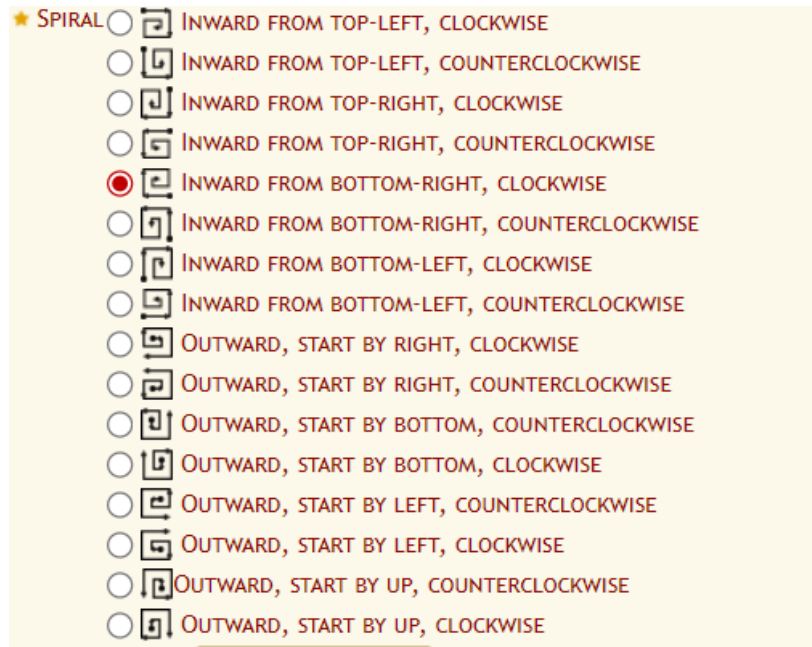 SPIRAL INWARD FROM TOP-LEFT, CLOCKWISE
INWARD FROM TOP-LEFT, COUNTERCLOCKWISE
INWARD FROM TOP-RIGHT, CLOCKWISE
INWARD FROM TOP-RIGHT, COUNTERCLOCKWISE
INWARD FROM BOTTOM-RIGHT, CLOCKWISE
INWARD FROM BOTTOM-RIGHT, COUNTERCLOCKWISE
INWARD FROM BOTTOM-LEFT, CLOCKWISE
INWARD FROM BOTTOM-LEFT, COUNTERCLOCKWISE
OUTWARD, START BY RIGHT, CLOCKWISE
OUTWARD, START BY RIGHT, COUNTERCLOCKWISE
OUTWARD, START BY BOTTOM, COUNTERCLOCKWISE
OUTWARD, START BY BOTTOM, CLOCKWISE
OUTWARD, START BY LEFT, COUNTERCLOCKWISE
OUTWARD, START BY LEFT, CLOCKWISE
OUTWARD, START BY UP, COUNTERCLOCKWISE
OUTWARD, START BY UP, CLOCKWISE